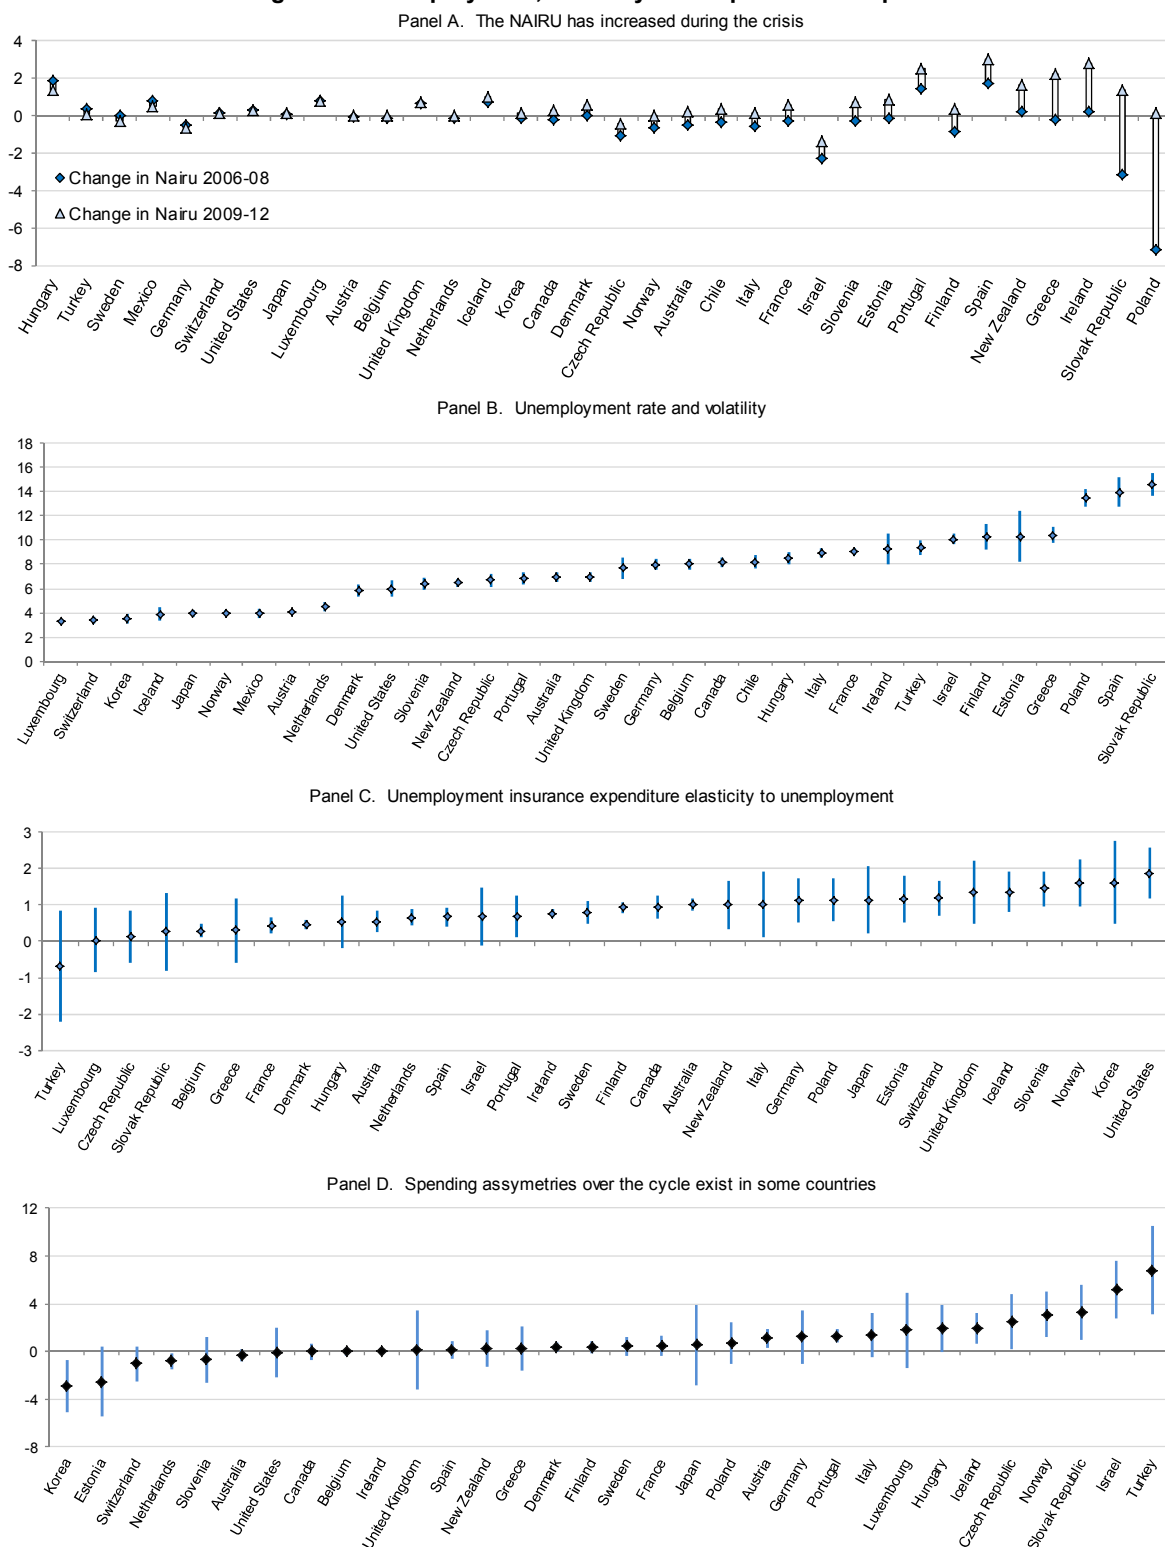 Panel A. The NAIRU has increased during the crisis
4
2
0
-2
-4
-6
-8
Change in Nairu 2006-08
Change in Nairu 2009-12
Hungary
Turkey
Sweden
Mexico
Germany
Switzerland
United States
Japan
Luxembourg
Austria
Belgium
United Kingdom
Netherlands
Iceland
Korea
Canada
Denmark
Czech Republic
Norway
Australia
Chile
Italy
France
Israel
Slovenia
Estonia
Portugal
Finland
Spain
New Zealand
Greece
Ireland
Slovak Republic
Poland
Panel B. Unemployment rate and volatility
18
16
14
12
10
8
6
4
2
0
Luxembourg
Switzerland
Korea
Iceland
Japan
Norway
Mexico
Austria
Netherlands
Denmark
United States
Slovenia
New Zealand
Czech Republic
Portugal
Australia
United Kingdom
Sweden
Germany
Belgium
Canada
Chile
Hungary
Italy
France
Ireland
Turkey
Israel
Finland
Estonia
Greece
Poland
Spain
Slovak Republic
Panel C. Unemployment insurance expenditure elasticity to unemployment
3
2
1
0
-1
-2
-3
Turkey
Luxembourg
Czech Republic
Slovak Republic
Belgium
Greece
France
Denmark
Hungary
Austria
Netherlands
Spain
Israel
Portugal
Ireland
Sweden
Finland
Canada
Australia
New Zealand
Italy
Germany
Poland
Japan
Estonia
Switzerland
United Kingdom
Iceland
Slovenia
Norway
Korea
United States
Panel D. Spending assymetries over the cycle exist in some countries
12
8
4
0
-4
-8
Korea
Estonia
Switzerland
Netherlands
Slovenia
Australia
United States
Canada
Belgium
Ireland
United Kingdom
Spain
New Zealand
Greece
Denmark
Finland
Sweden
France
Japan
Poland
Austria
Germany
Portugal
Italy
Luxembourg
Hungary
Iceland
Czech Republic
Norway
Slovak Republic
Israel
Turkey